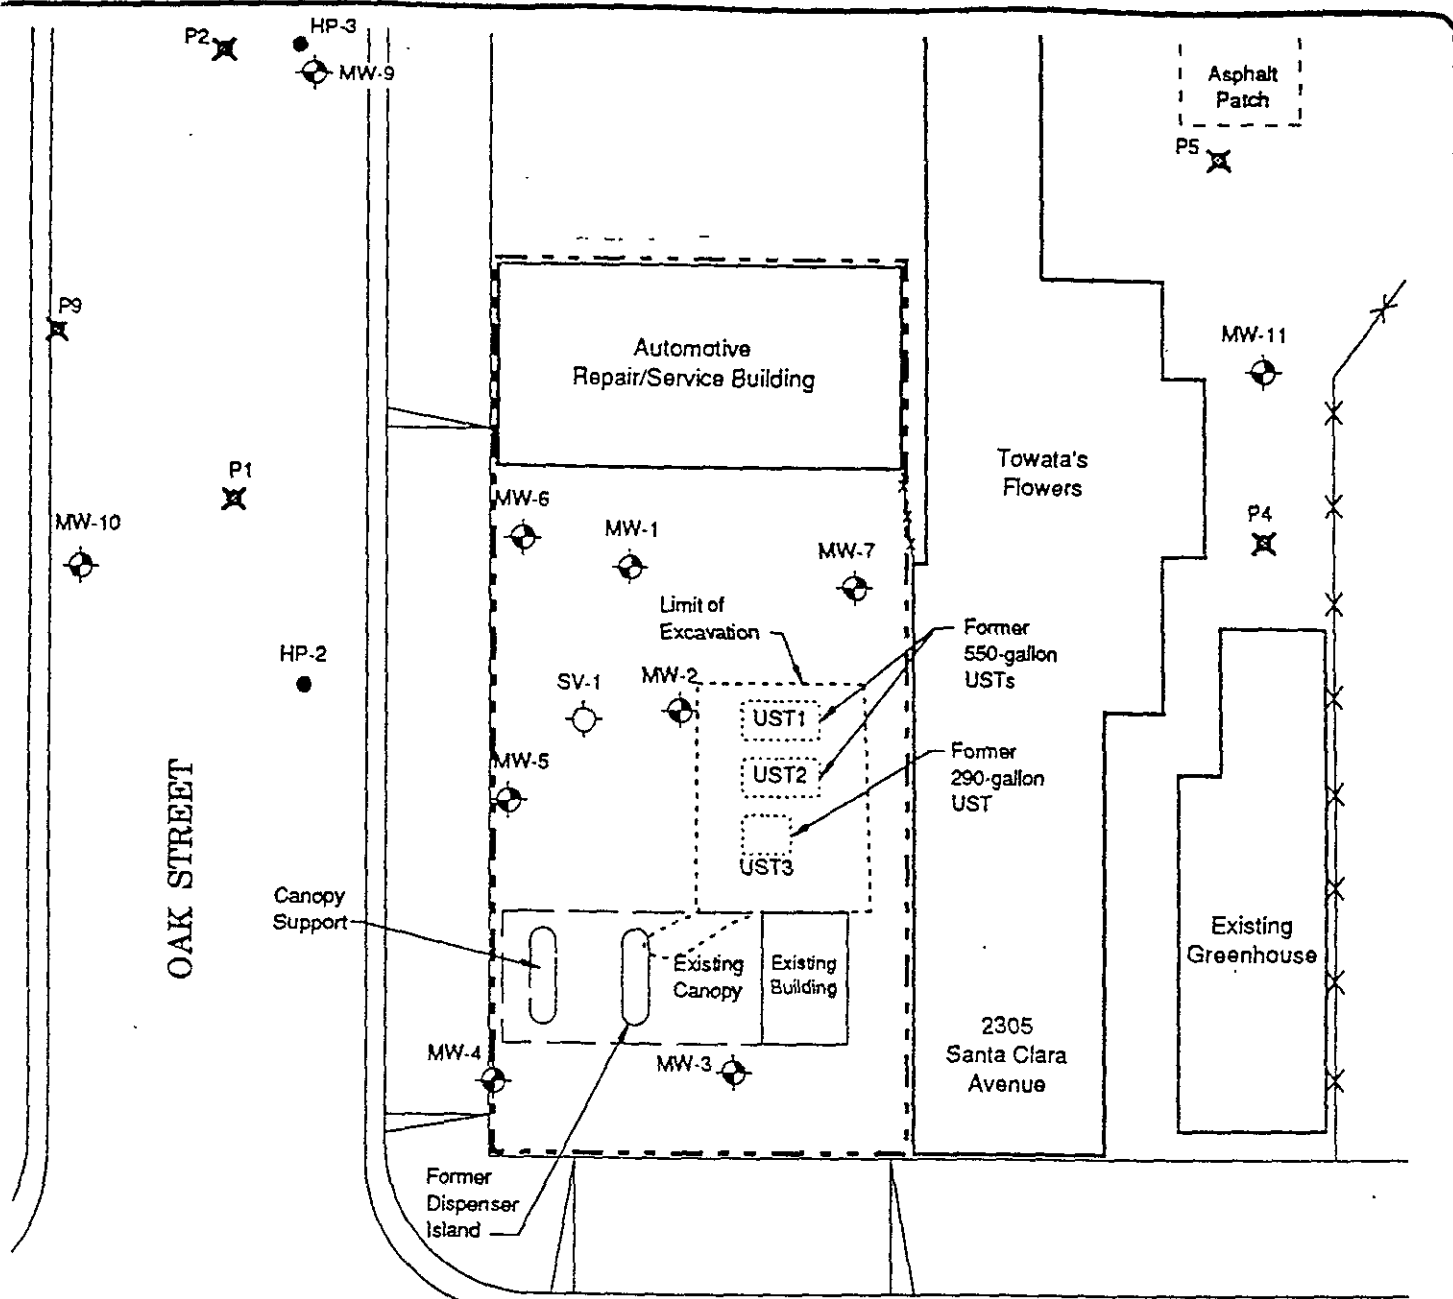 P2
HP-3
MW-9
Asphalt
Patch
P5
P9
Automotive
Repair/Service Building
MW-11
P1
Towata's
Flowers
MW-10
MW-6
MW-1
MW-7
P4
Limit of
Excavation
Former
550-gallon
USTs
HP-2
SV-1
MW-2
UST1
MW-5
UST2
Former
290-gallon
UST
UST3
OAK STREET
Canopy
Support
Existing
Canopy
Existing
Building
Existing
Greenhouse
2305
Santa Clara
Avenue
MW-4
MW-3
Former
Dispenser
Island